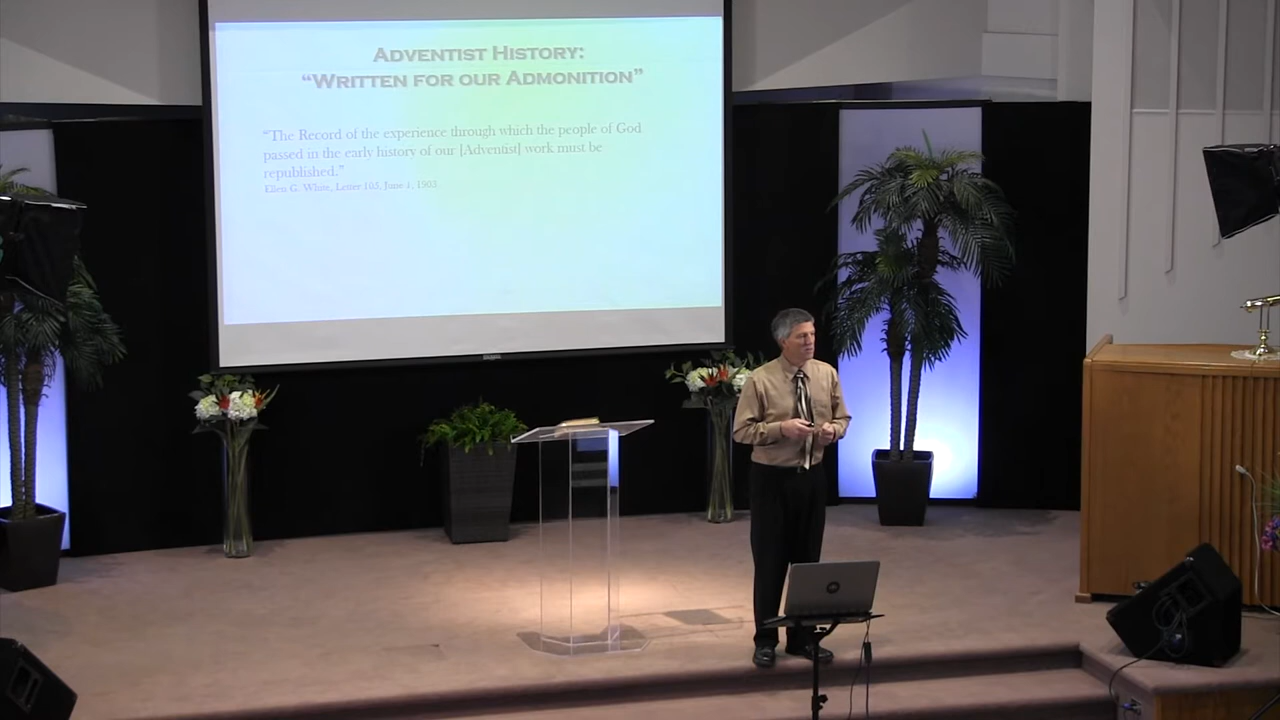 ADVENTIST HISTORY:
“WRITTEN FOR OUR ADMONITION”
“The Record of the experience through which the people of God
passed in the early history of our [Adventist] work must be
republished.”
Ellen G. White, Letter 105, June 1, 1903